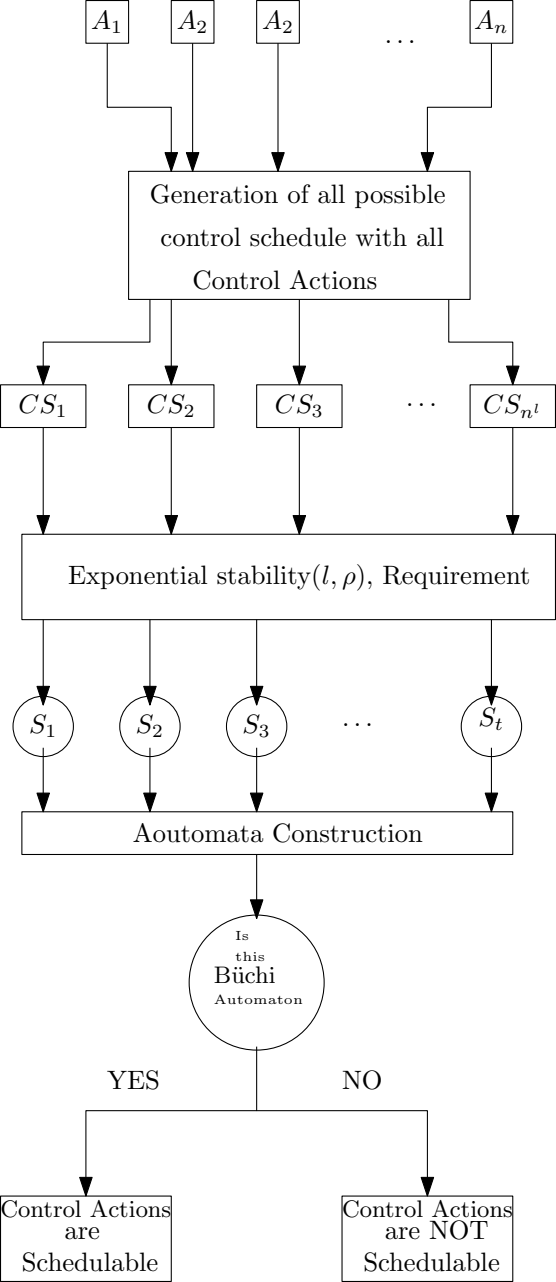 A₁ A₂ A₂ ... Aₙ
Generation of all possible
control schedule with all
Control Actions
CS₁ CS₂ CS₃ ... CSₙˡ
Exponential stability(l, ρ), Requirement
S₁ S₂ S₃ ... Sₜ
Aoutomata Construction
Is
this
Büchi
Automaton
YES NO
Control Actions
are
Schedulable
Control Actions
are NOT
Schedulable